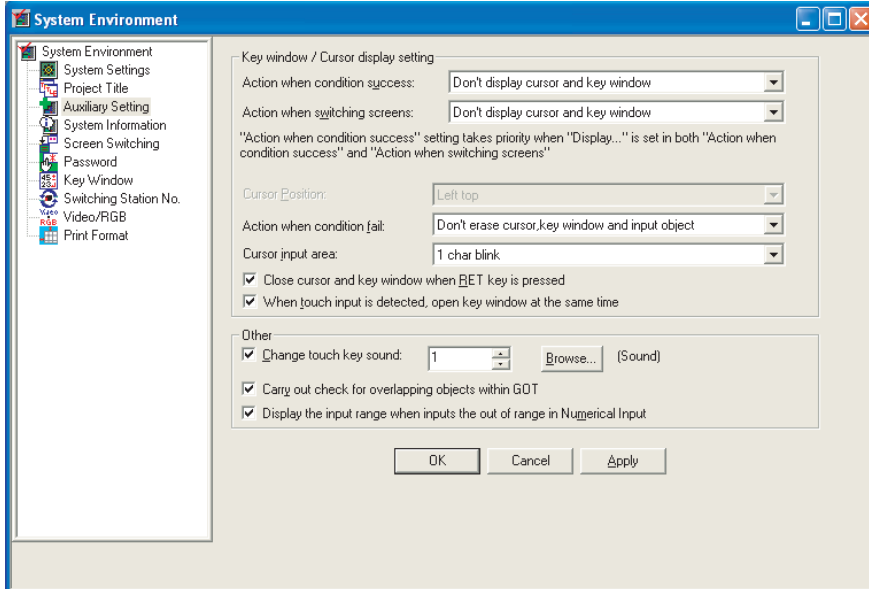 System Environment
System Environment
System Settings
Project Title
Auxiliary Setting
System Information
Screen Switching
Password
Key Window
Switching Station No.
Video/RGB
Print Format
Key window / Cursor display setting
Action when condition success: Don't display cursor and key window
Action when switching screens: Don't display cursor and key window
"Action when condition success" setting takes priority when "Display..." is set in both "Action when
condition success" and "Action when switching screens"
Cursor Position: Left top
Action when condition fail: Don't erase cursor,key window and input object
Cursor input area: 1 char blink
Close cursor and key window when RET key is pressed
When touch input is detected, open key window at the same time
Other
Change touch key sound: 1 Browse... (Sound)
Carry out check for overlapping objects within GOT
Display the input range when inputs the out of range in Numerical Input
OK Cancel Apply